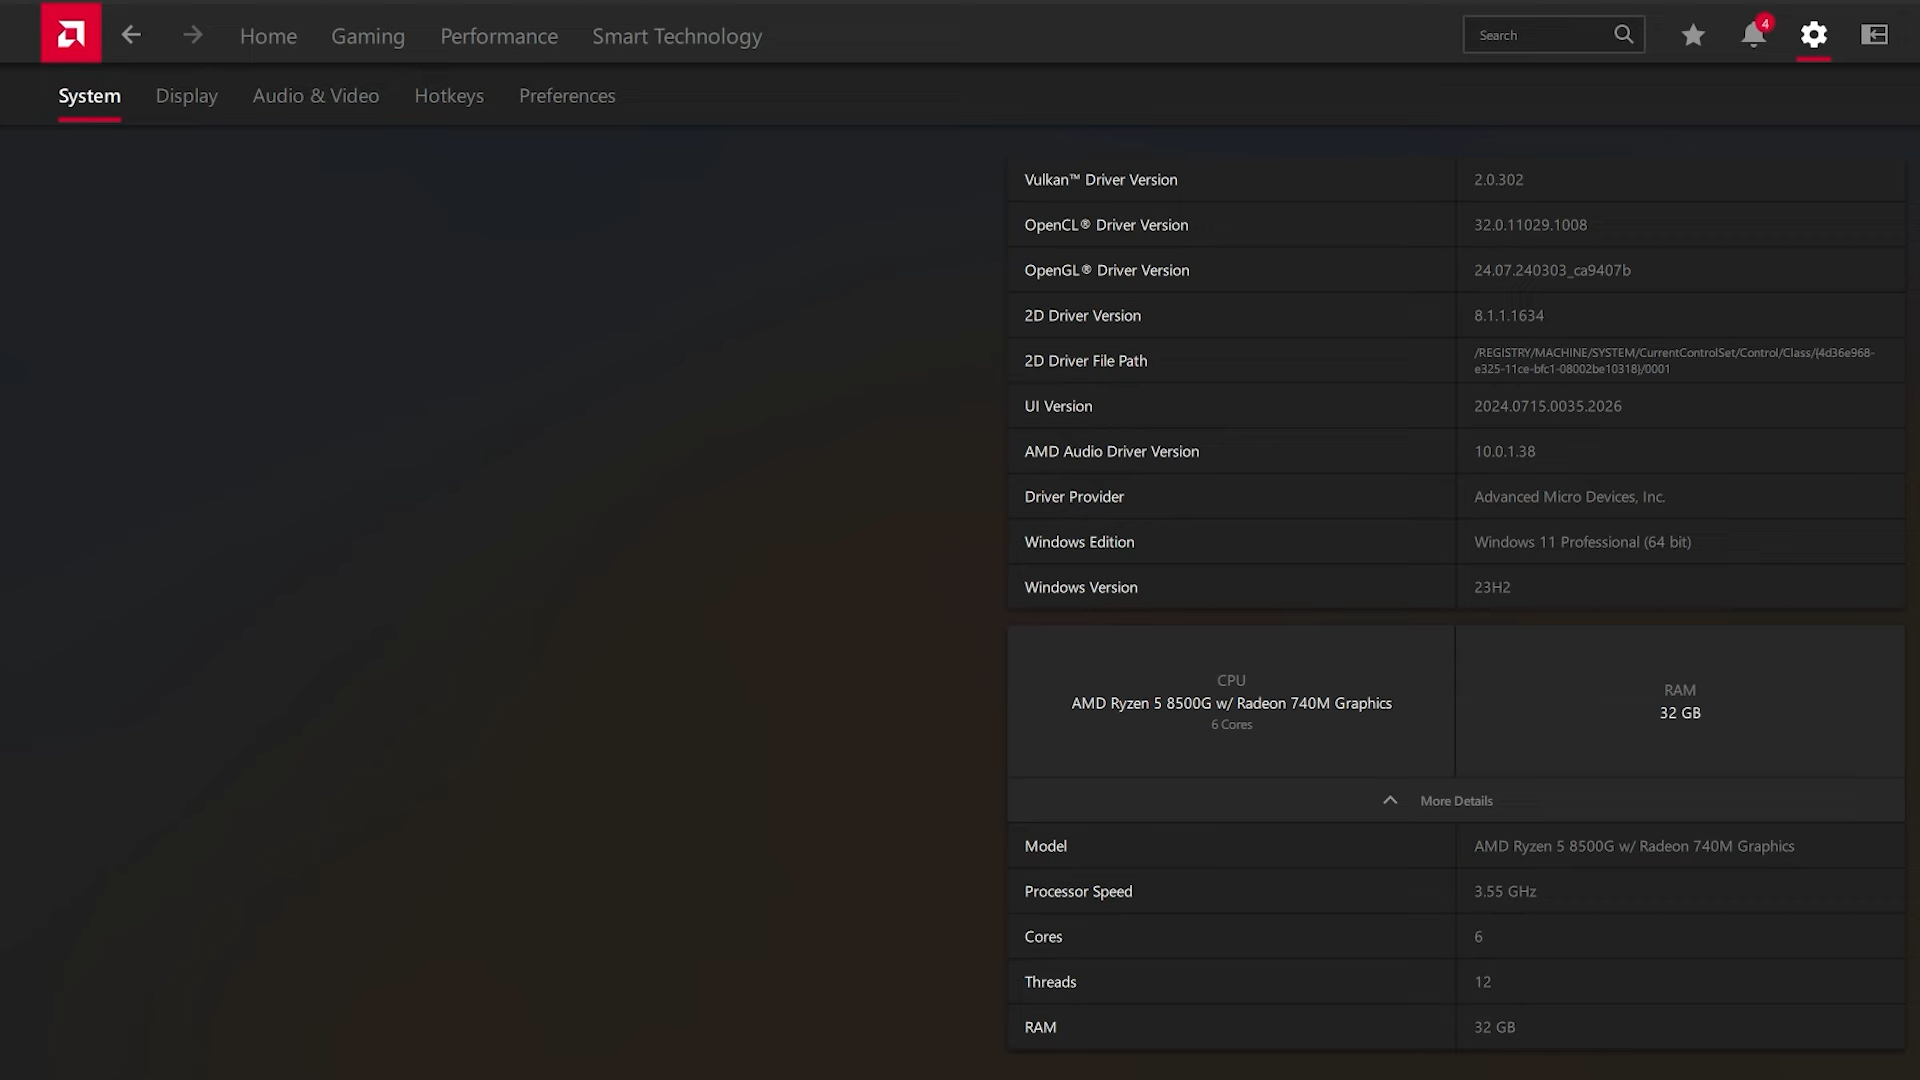 Home
Gaming
Performance
Smart Technology
Search
4
System
Display
Audio & Video
Hotkeys
Preferences
Vulkan™ Driver Version
2.0.302
OpenCL® Driver Version
32.0.11029.1008
OpenGL® Driver Version
24.07.240303_ca9407b
2D Driver Version
8.1.1.1634
2D Driver File Path
/REGISTRY/MACHINE/SYSTEM/CurrentControlSet/Control/Class/{4d36e968-
e325-11ce-bfc1-08002be10318}/0001
UI Version
2024.0715.0035.2026
AMD Audio Driver Version
10.0.1.38
Driver Provider
Advanced Micro Devices, Inc.
Windows Edition
Windows 11 Professional (64 bit)
Windows Version
23H2
CPU
AMD Ryzen 5 8500G w/ Radeon 740M Graphics
6 Cores
RAM
32 GB
More Details
Model
AMD Ryzen 5 8500G w/ Radeon 740M Graphics
Processor Speed
3.55 GHz
Cores
6
Threads
12
RAM
32 GB